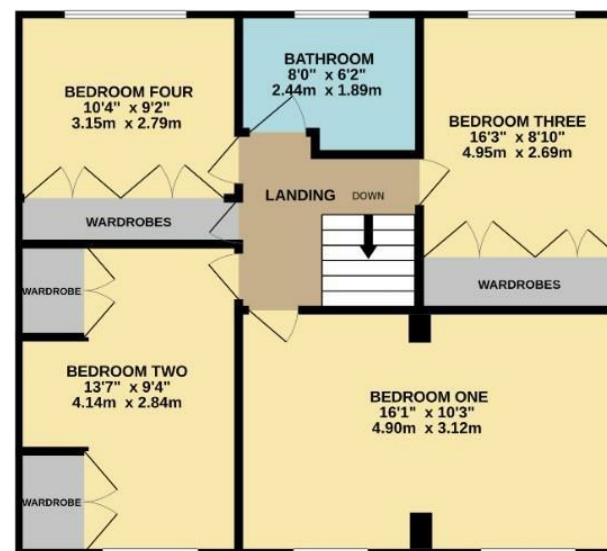 BATHROOM
8'0" x 6'2"
2.44m x 1.89m
BEDROOM FOUR
10'4" x 9'2"
3.15m x 2.79m
BEDROOM THREE
16'3" x 8'10"
4.95m x 2.69m
LANDING
DOWN
WARDROBES
WARDROBES
WARDROBE
BEDROOM TWO
13'7" x 9'4"
4.14m x 2.84m
BEDROOM ONE
16'1" x 10'3"
4.90m x 3.12m
WARDROBE